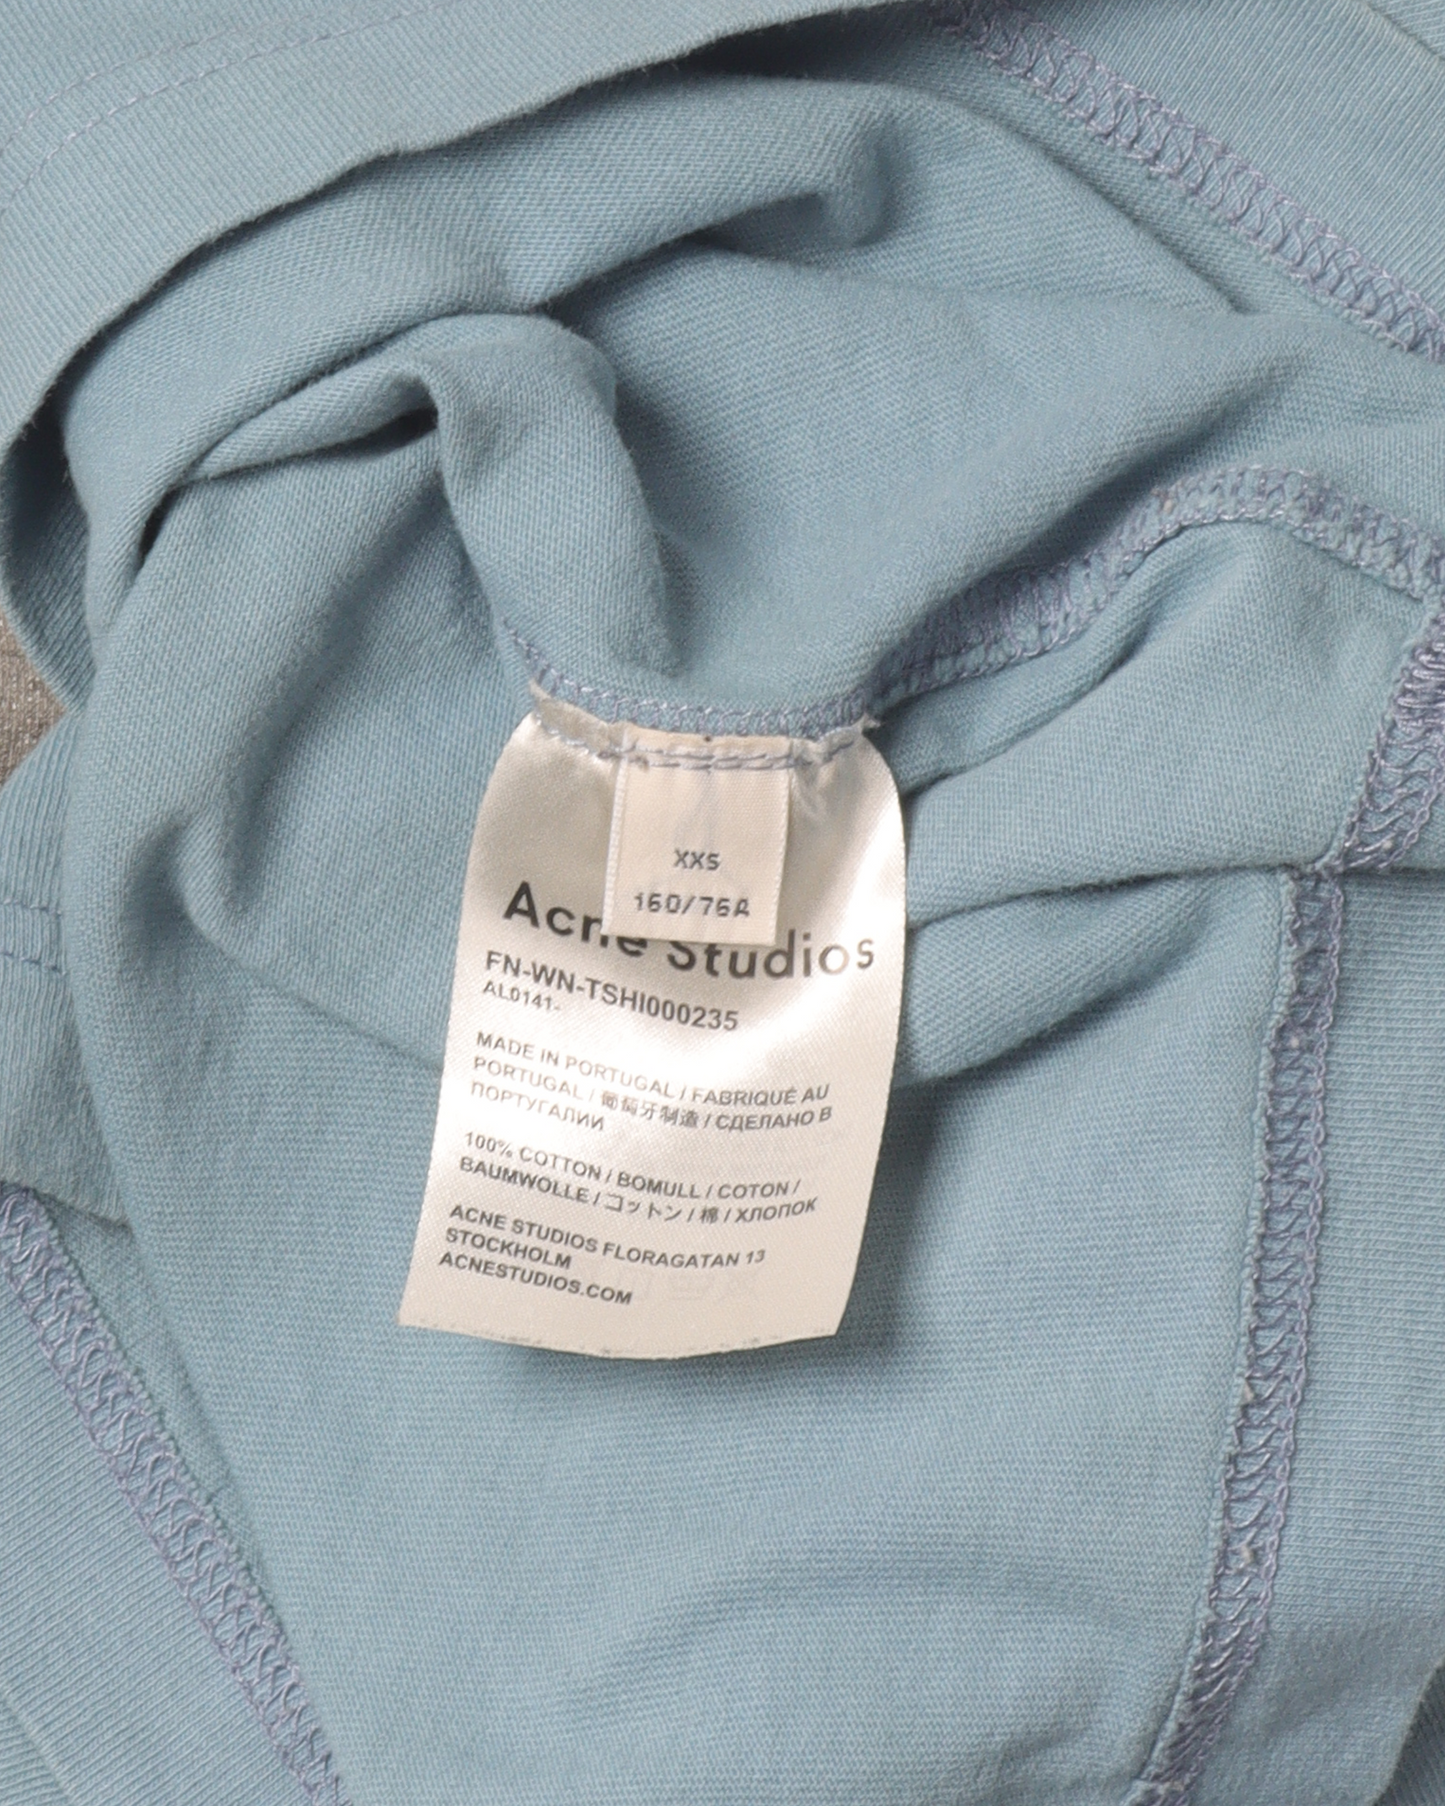 XXS
160/76A
Acne Studios
FN-WN-TSHI000235
AL0141-
MADE IN PORTUGAL / FABRIQUÉ AU
PORTUGAL / 葡萄牙制造 / СДЕЛАНО В
ПОРТУГАЛИИ
100% COTTON / BOMULL / COTON /
BAUMWOLLE / コットン / 棉 / ХЛОПОК
ACNE STUDIOS FLORAGATAN 13
STOCKHOLM
ACNESTUDIOS.COM